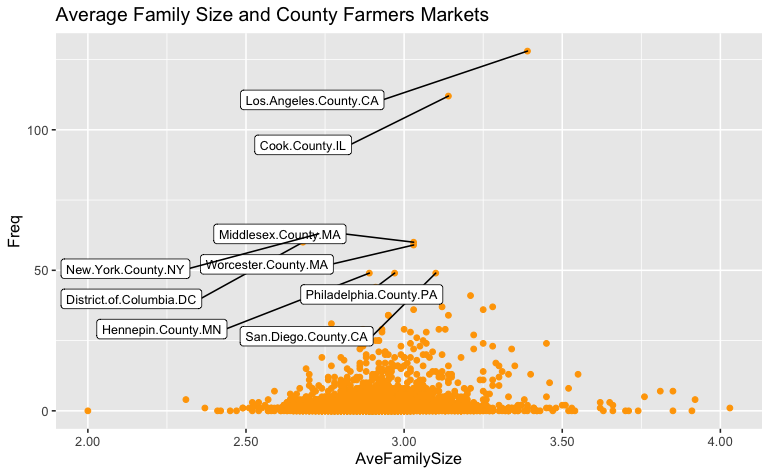 Average Family Size and County Farmers Markets
Freq
100
50
0
Los.Angeles.County.CA
Cook.County.IL
Middlesex.County.MA
Worcester.County.MA
New.York.County.NY
District.of.Columbia.DC
Philadelphia.County.PA
Hennepin.County.MN
San.Diego.County.CA
2.00 2.50 3.00 3.50 4.00
AveFamilySize